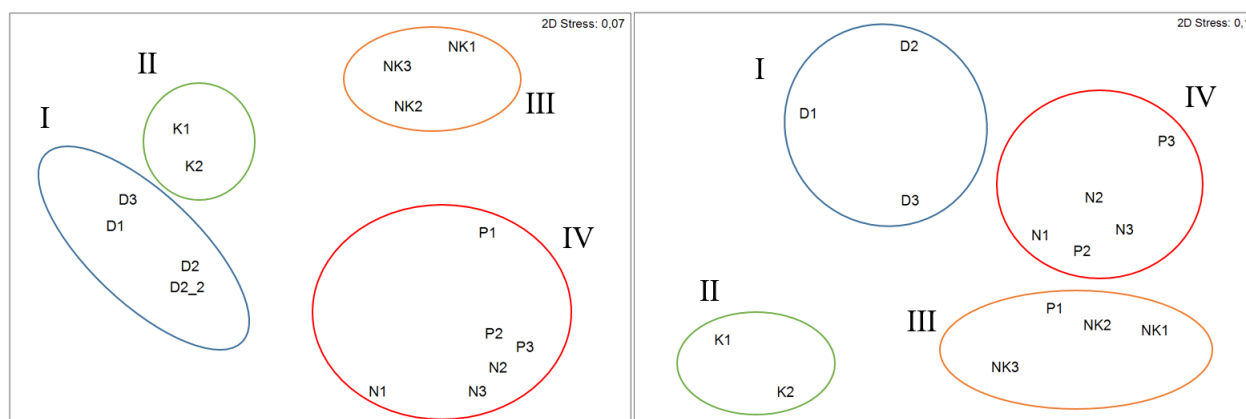 2D Stress: 0,07
NK1
II
NK3
NK2
III
I
K1
K2
D3
D1
IV
P1
D2
D2_2
P2
P3
N2
N1
N3
D2
I
D1
IV
P3
N2
D3
N1
N3
P2
II
P1
III
NK2
NK1
K1
NK3
K2